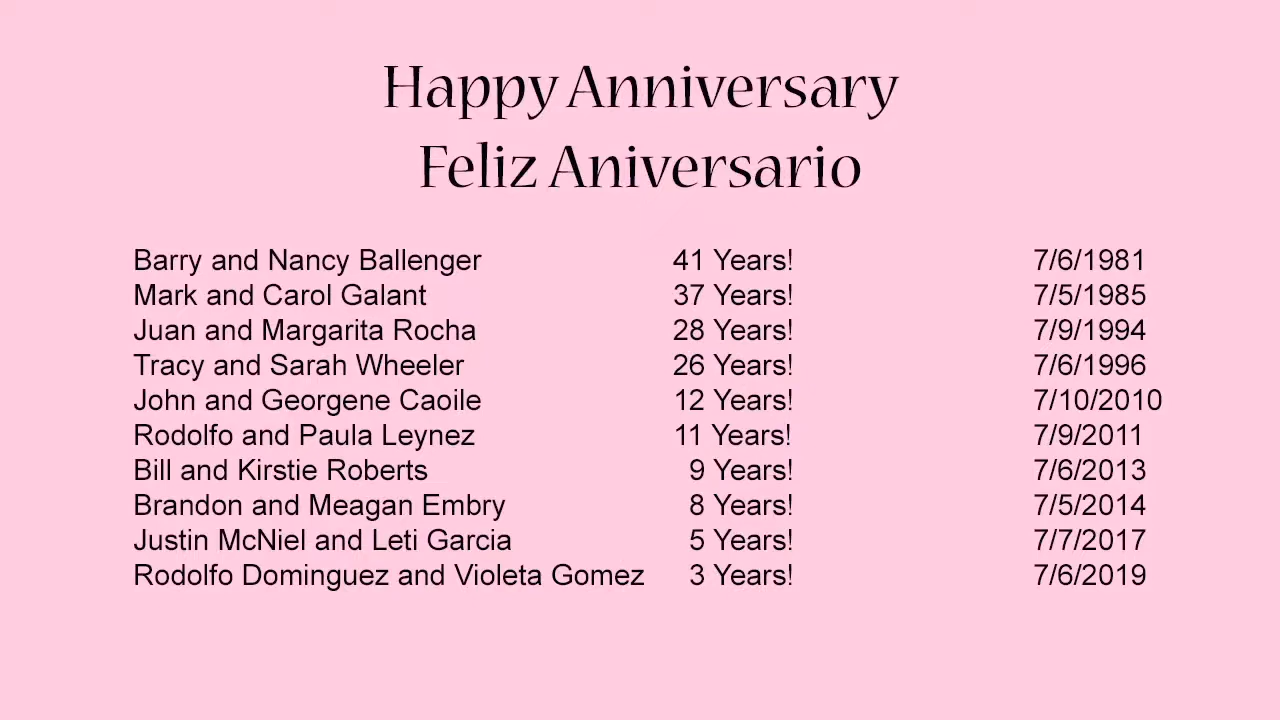 Happy Anniversary
Feliz Aniversario
Barry and Nancy Ballenger 41 Years! 7/6/1981
Mark and Carol Galant 37 Years! 7/5/1985
Juan and Margarita Rocha 28 Years! 7/9/1994
Tracy and Sarah Wheeler 26 Years! 7/6/1996
John and Georgene Caoile 12 Years! 7/10/2010
Rodolfo and Paula Leynez 11 Years! 7/9/2011
Bill and Kirstie Roberts 9 Years! 7/6/2013
Brandon and Meagan Embry 8 Years! 7/5/2014
Justin McNiel and Leti Garcia 5 Years! 7/7/2017
Rodolfo Dominguez and Violeta Gomez 3 Years! 7/6/2019